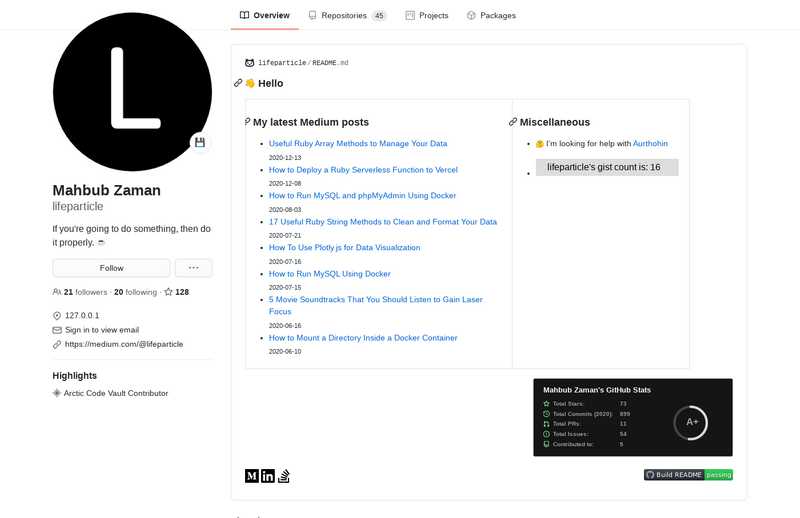 Overview
Repositories 45
Projects
Packages
L
Mahbub Zaman
lifeparticle
If you're going to do something, then do
it properly.
Follow
21 followers · 20 following · 128
127.0.0.1
Sign in to view email
https://medium.com/@lifeparticle
Highlights
Arctic Code Vault Contributor
lifeparticle/README.md
👋 Hello
My latest Medium posts
Useful Ruby Array Methods to Manage Your Data
2020-12-13
How to Deploy a Ruby Serverless Function to Vercel
2020-12-08
How to Run MySQL and phpMyAdmin Using Docker
2020-08-03
17 Useful Ruby String Methods to Clean and Format Your Data
2020-07-21
How To Use Plotly.js for Data Visualization
2020-07-16
How to Run MySQL Using Docker
2020-07-15
5 Movie Soundtracks That You Should Listen to Gain Laser
Focus
2020-06-16
How to Mount a Directory Inside a Docker Container
2020-06-10
Miscellaneous
🤔 I'm looking for help with Aurthohin
lifeparticle's gist count is: 16
Mahbub Zaman's GitHub Stats
Total Stars: 73
Total Commits (2020): 899
Total PRs: 11
Total Issues: 54
Contributed to: 5
A+
M in
Build README passing